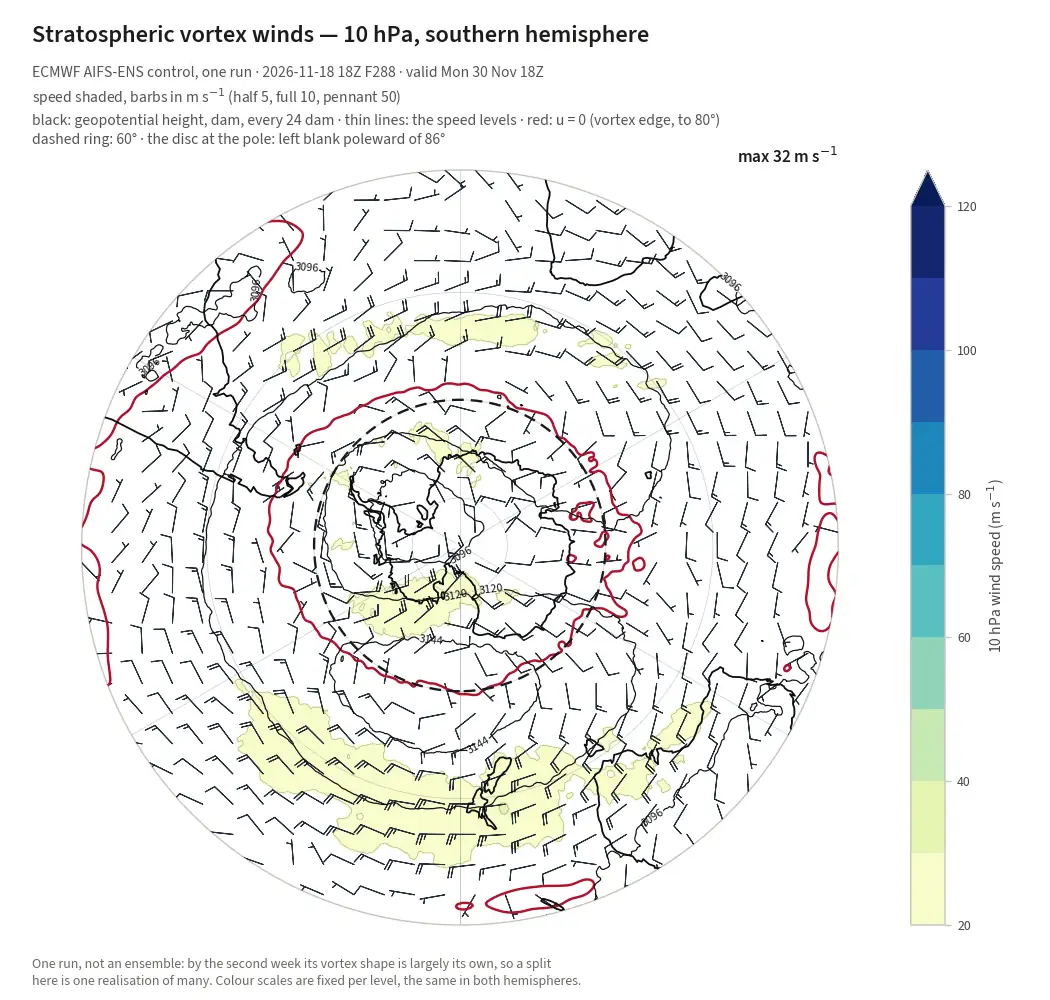 Stratospheric vortex winds — 10 hPa, southern hemisphere
ECMWF AIFS-ENS control, one run · 2026-11-18 18Z F288 · valid Mon 30 Nov 18Z
speed shaded, barbs in m s⁻¹ (half 5, full 10, pennant 50)
black: geopotential height, dam, every 24 dam · thin lines: the speed levels · red: u = 0 (vortex edge, to 80°)
dashed ring: 60° · the disc at the pole: left blank poleward of 86°
max 32 m s⁻¹
3096
3096
3096
3096
3096
3120
3120
3144
3144
3096
120
100
80
60
40
20
10 hPa wind speed (m s⁻¹)
One run, not an ensemble: by the second week its vortex shape is largely its own, so a split
here is one realisation of many. Colour scales are fixed per level, the same in both hemispheres.